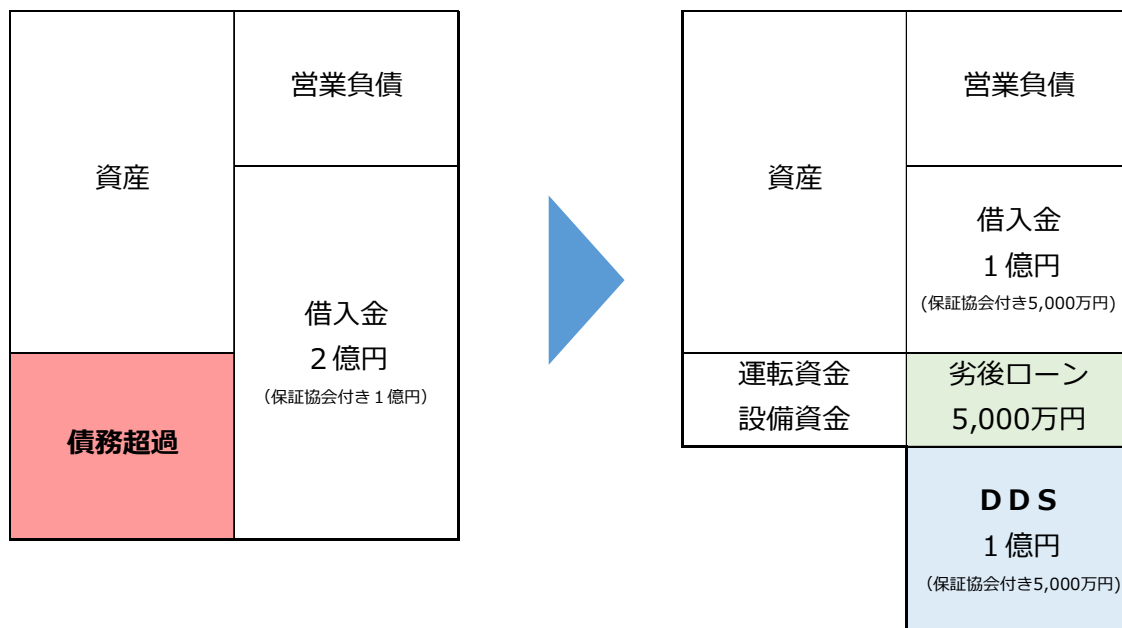 資産
営業負債
借入金
２億円
（保証協会付き１億円）
債務超過
資産
営業負債
借入金
１億円
(保証協会付き5,000万円)
運転資金
設備資金
劣後ローン
5,000万円
ＤＤＳ
１億円
（保証協会付き5,000万円）